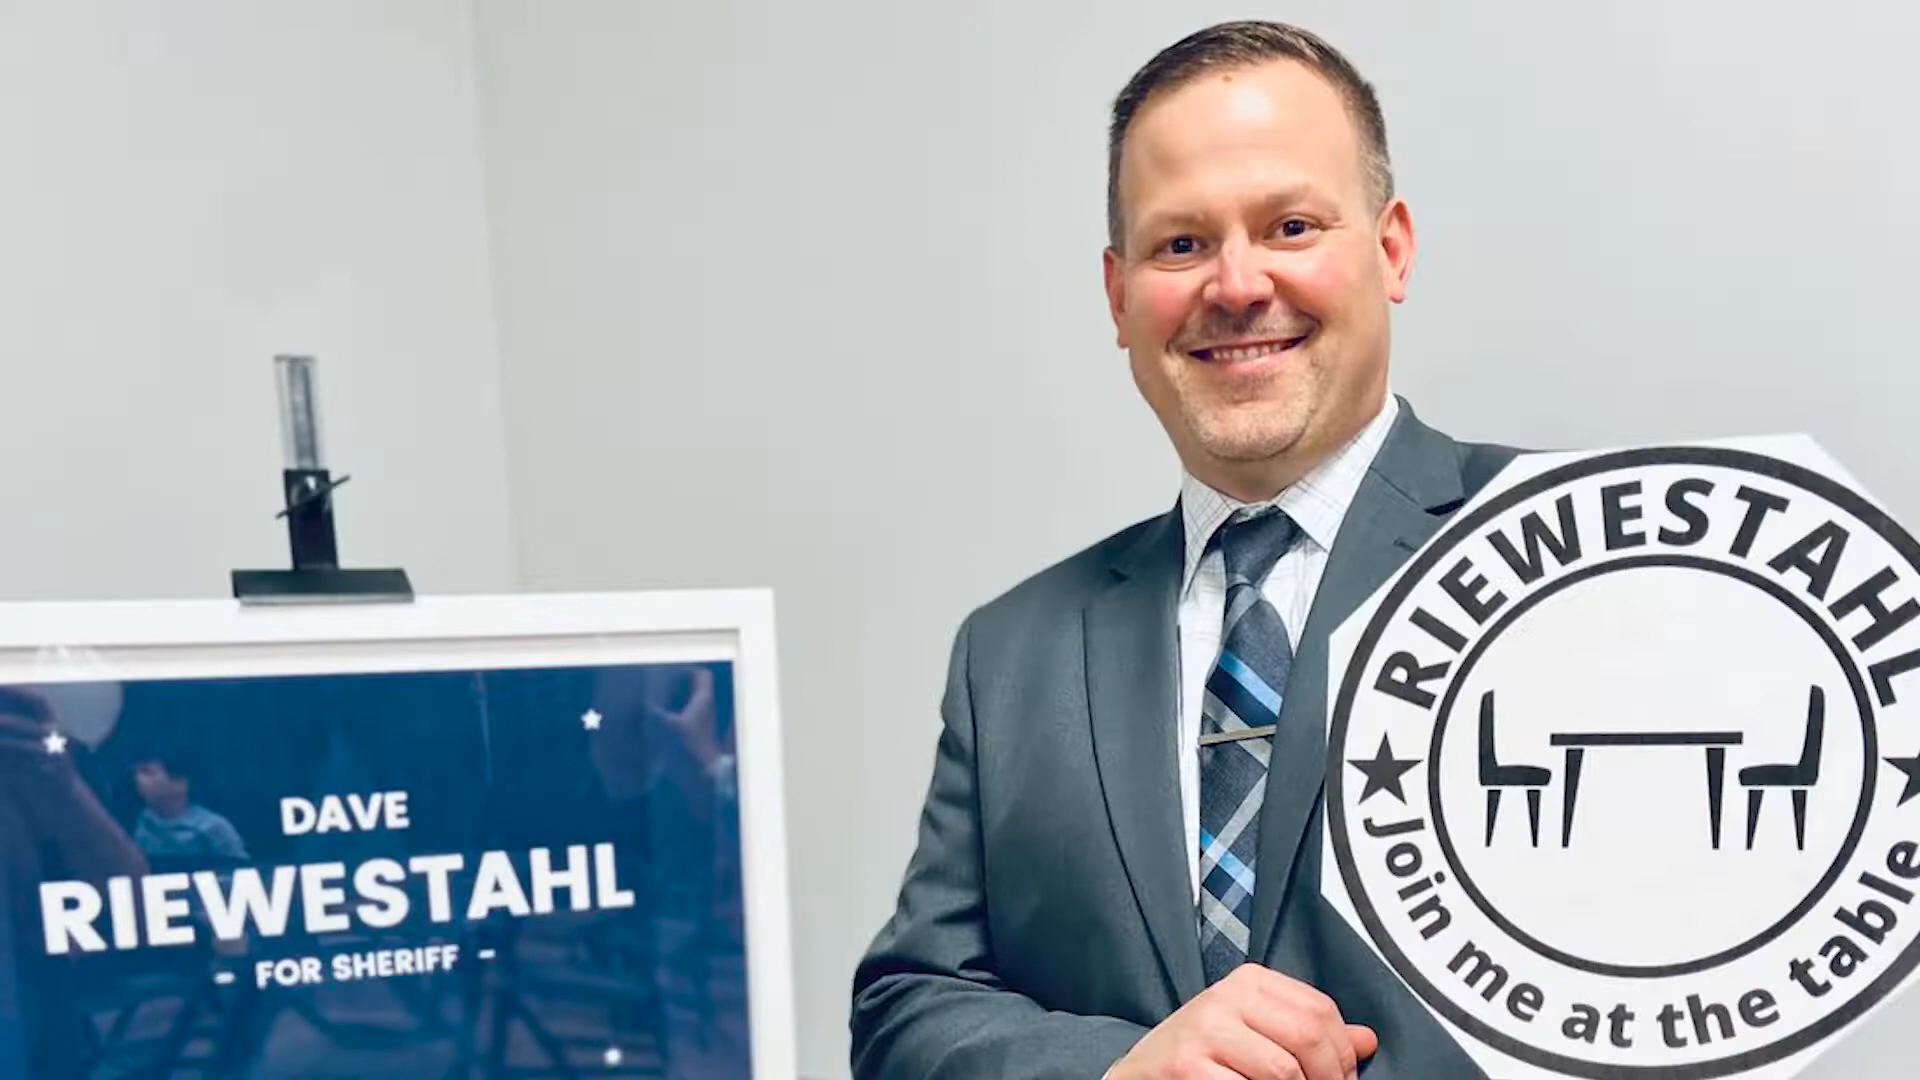 DAVE
RIEWESTAHL
- FOR SHERIFF -
RIEWESTAHL
Join me at the table